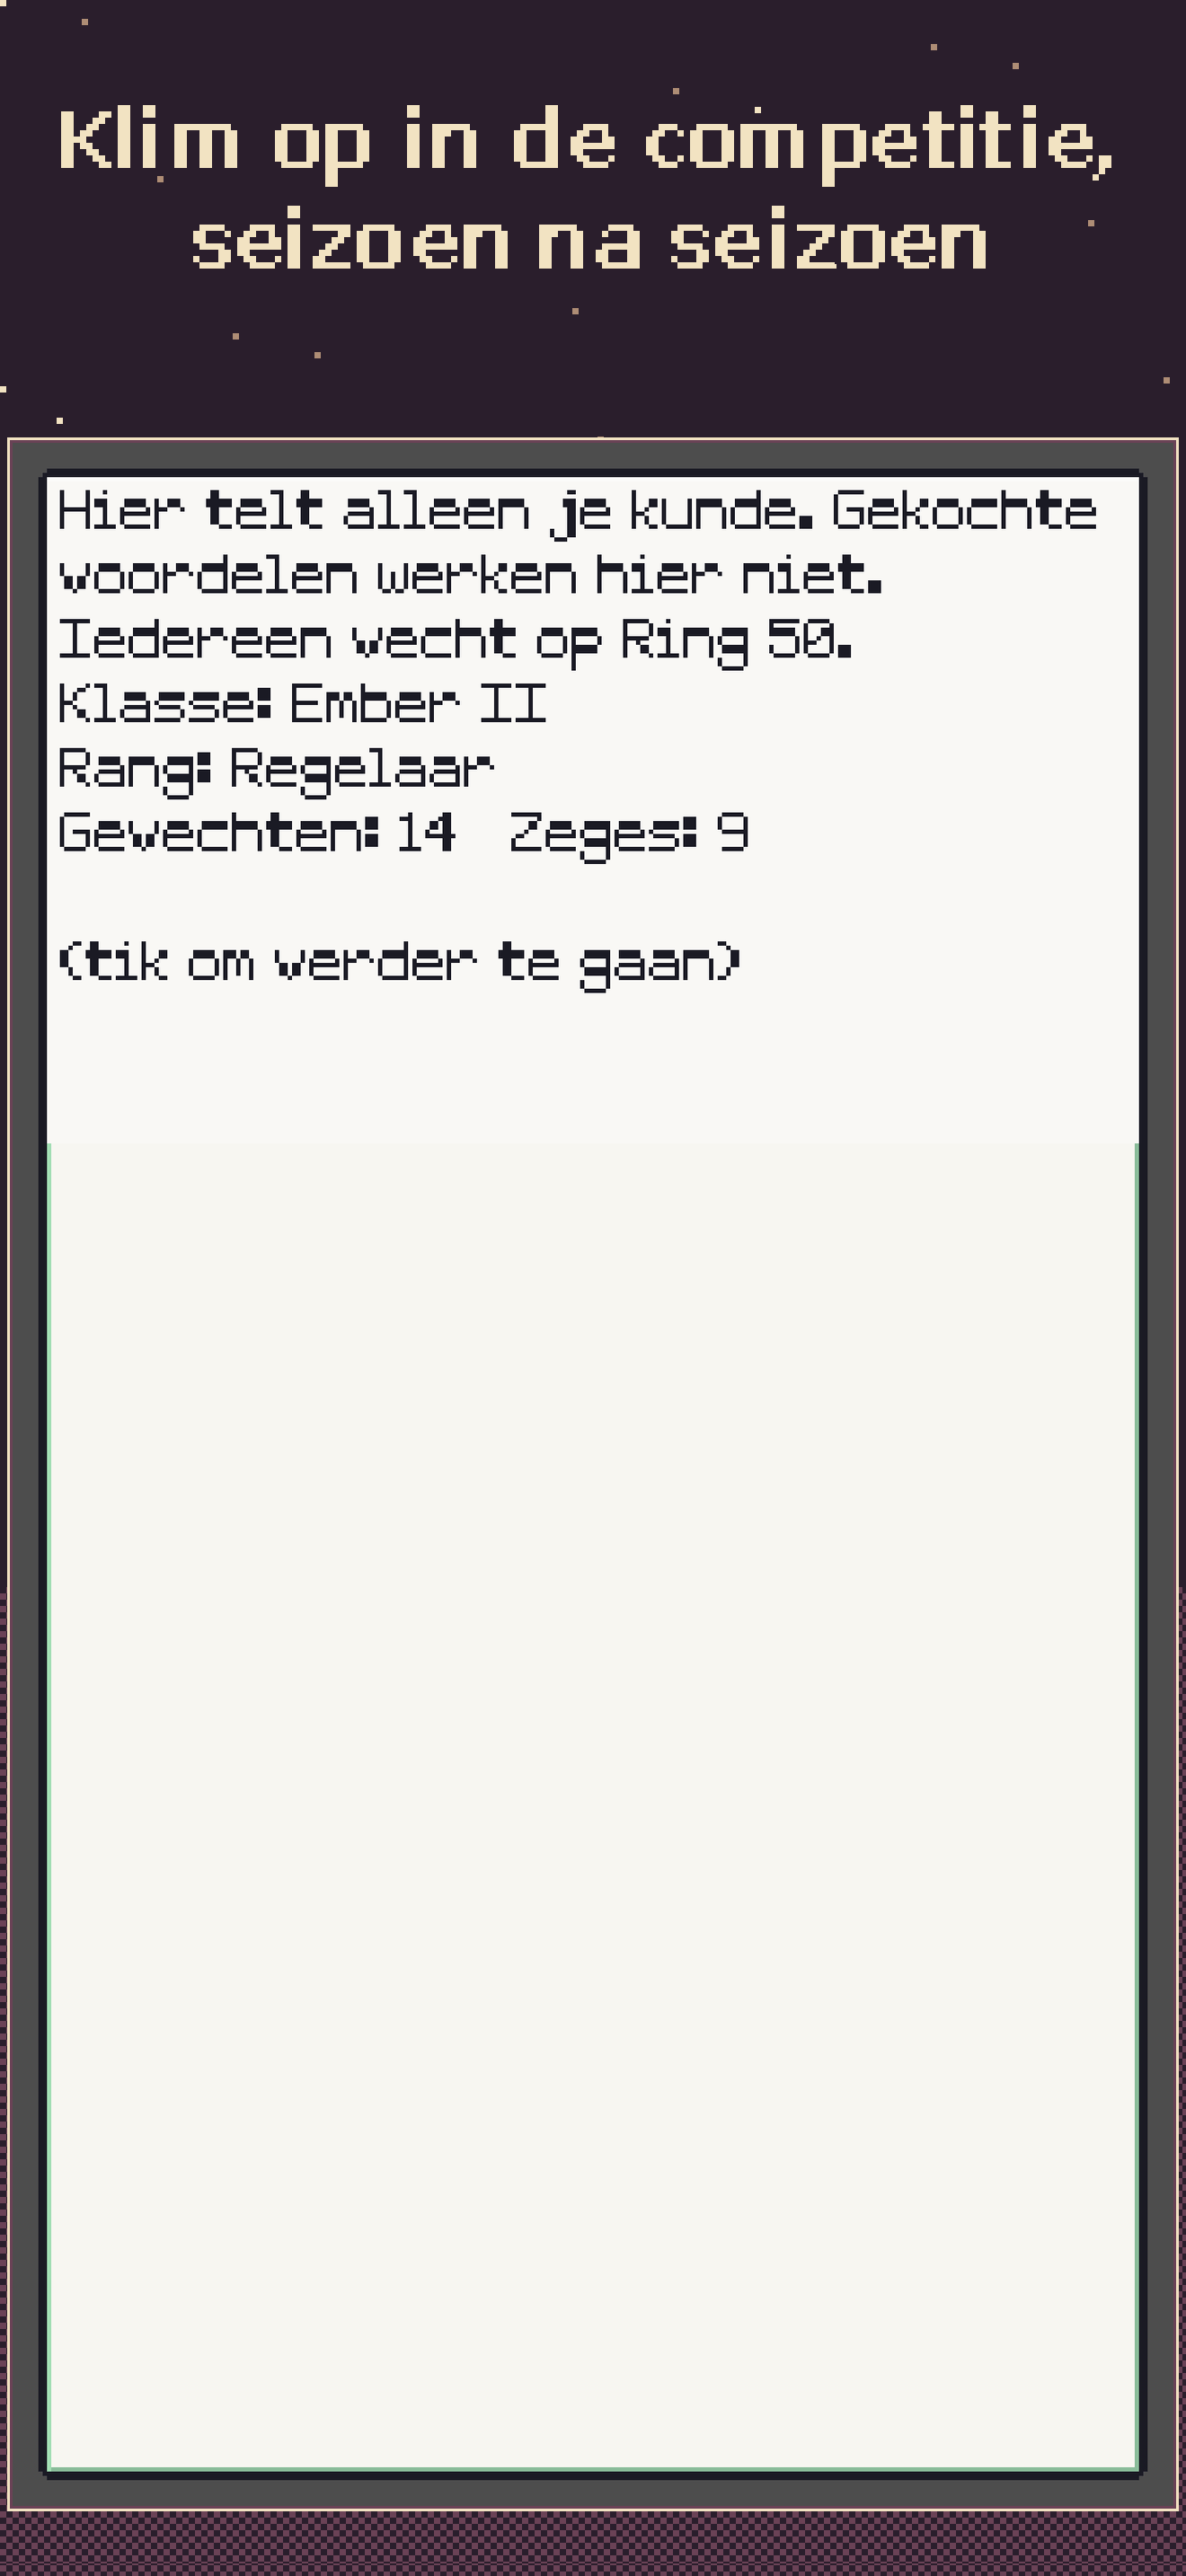 Klim op in de competitie,
seizoen na seizoen
Hier telt alleen je kunde. Gekochte
voordelen werken hier niet.
Iedereen vecht op Ring 50.
Klasse: Ember II
Rang: Regelaar
Gevechten: 14  Zeges: 9
(tik om verder te gaan)